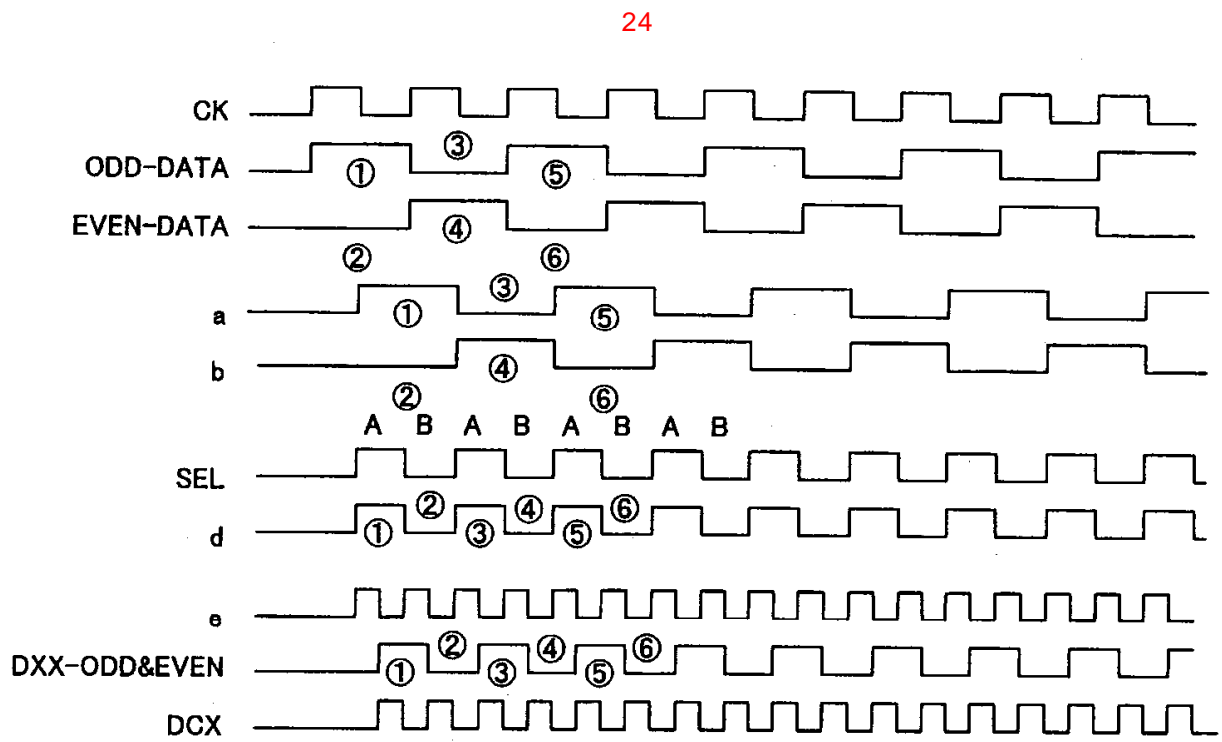 24
CK
③
ODD-DATA ① ⑤
EVEN-DATA ④
② ⑥
③
a ① ⑤
b ④
② ⑥
A B A B A B A B
SEL
② ④ ⑥
d ① ③ ⑤
e
② ④ ⑥
DXX-ODD&EVEN ① ③ ⑤
DCX